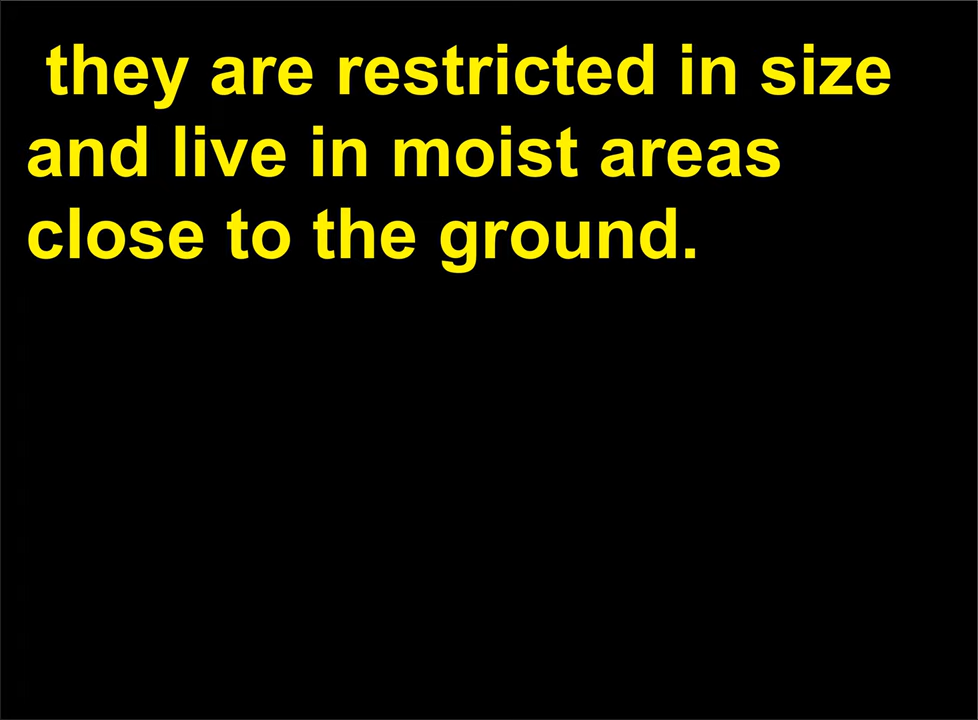 they are restricted in size
and live in moist areas
close to the ground.